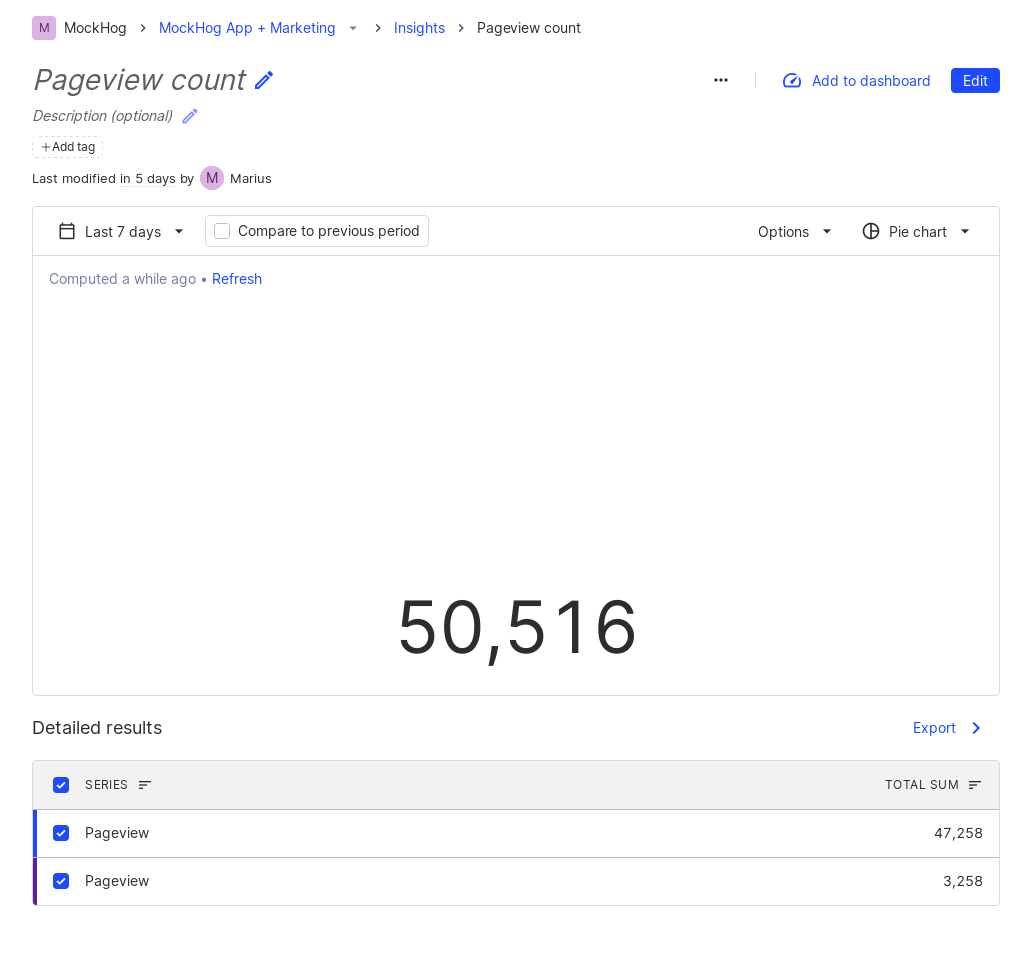 M MockHog MockHog App + Marketing Insights Pageview count
Pageview count
Add to dashboard Edit
Description (optional)
Add tag
Last modified in 5 days by M Marius
Last 7 days Compare to previous period Options Pie chart
Computed a while ago • Refresh
50,516
Detailed results Export
SERIES TOTAL SUM
Pageview 47,258
Pageview 3,258